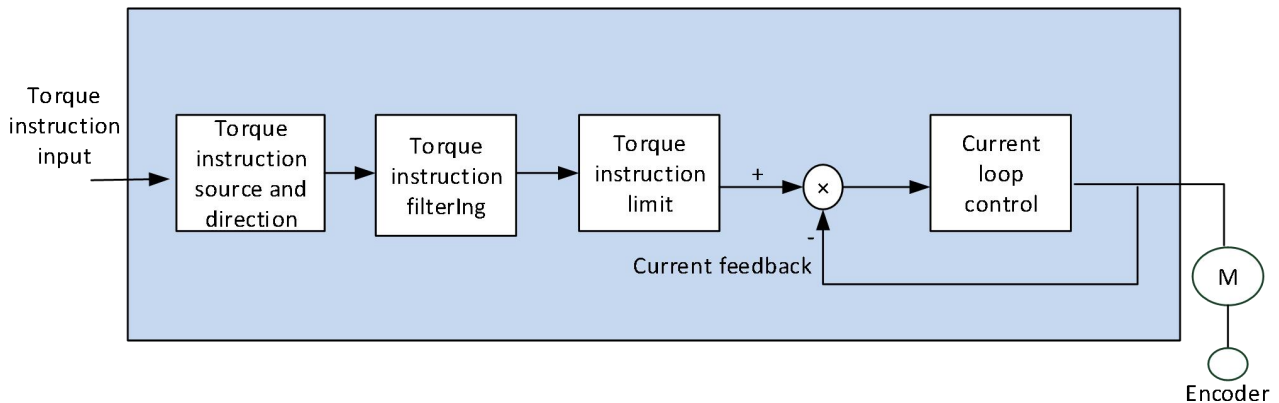 Torque
instruction
input
Torque
instruction
source and
direction
Torque
instruction
filterIng
Torque
instruction
limit
+
×
-
Current feedback
Current
loop
control
M
Encoder